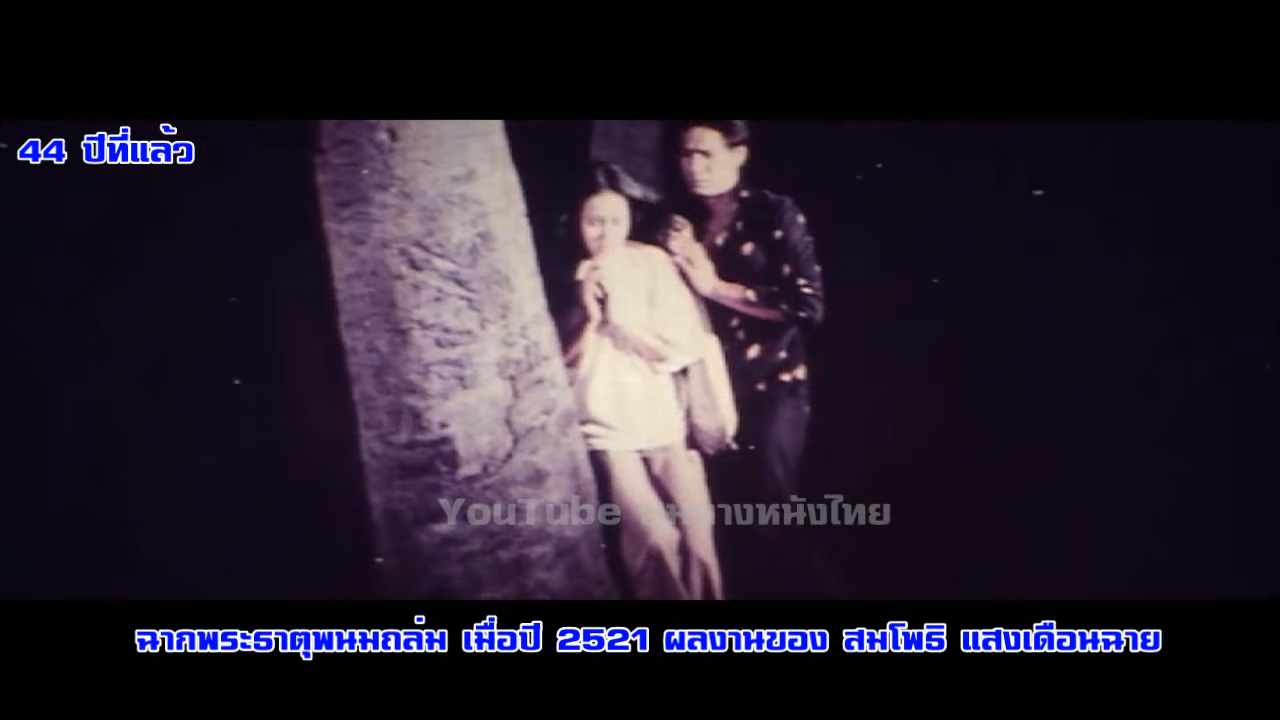 44 ปีที่แล้ว
YouTube หนังไทย
ฉากพระธาตุพนมถล่ม เมื่อปี 2521 ผลงานของ สมโพธิ แสงเดือนฉาย